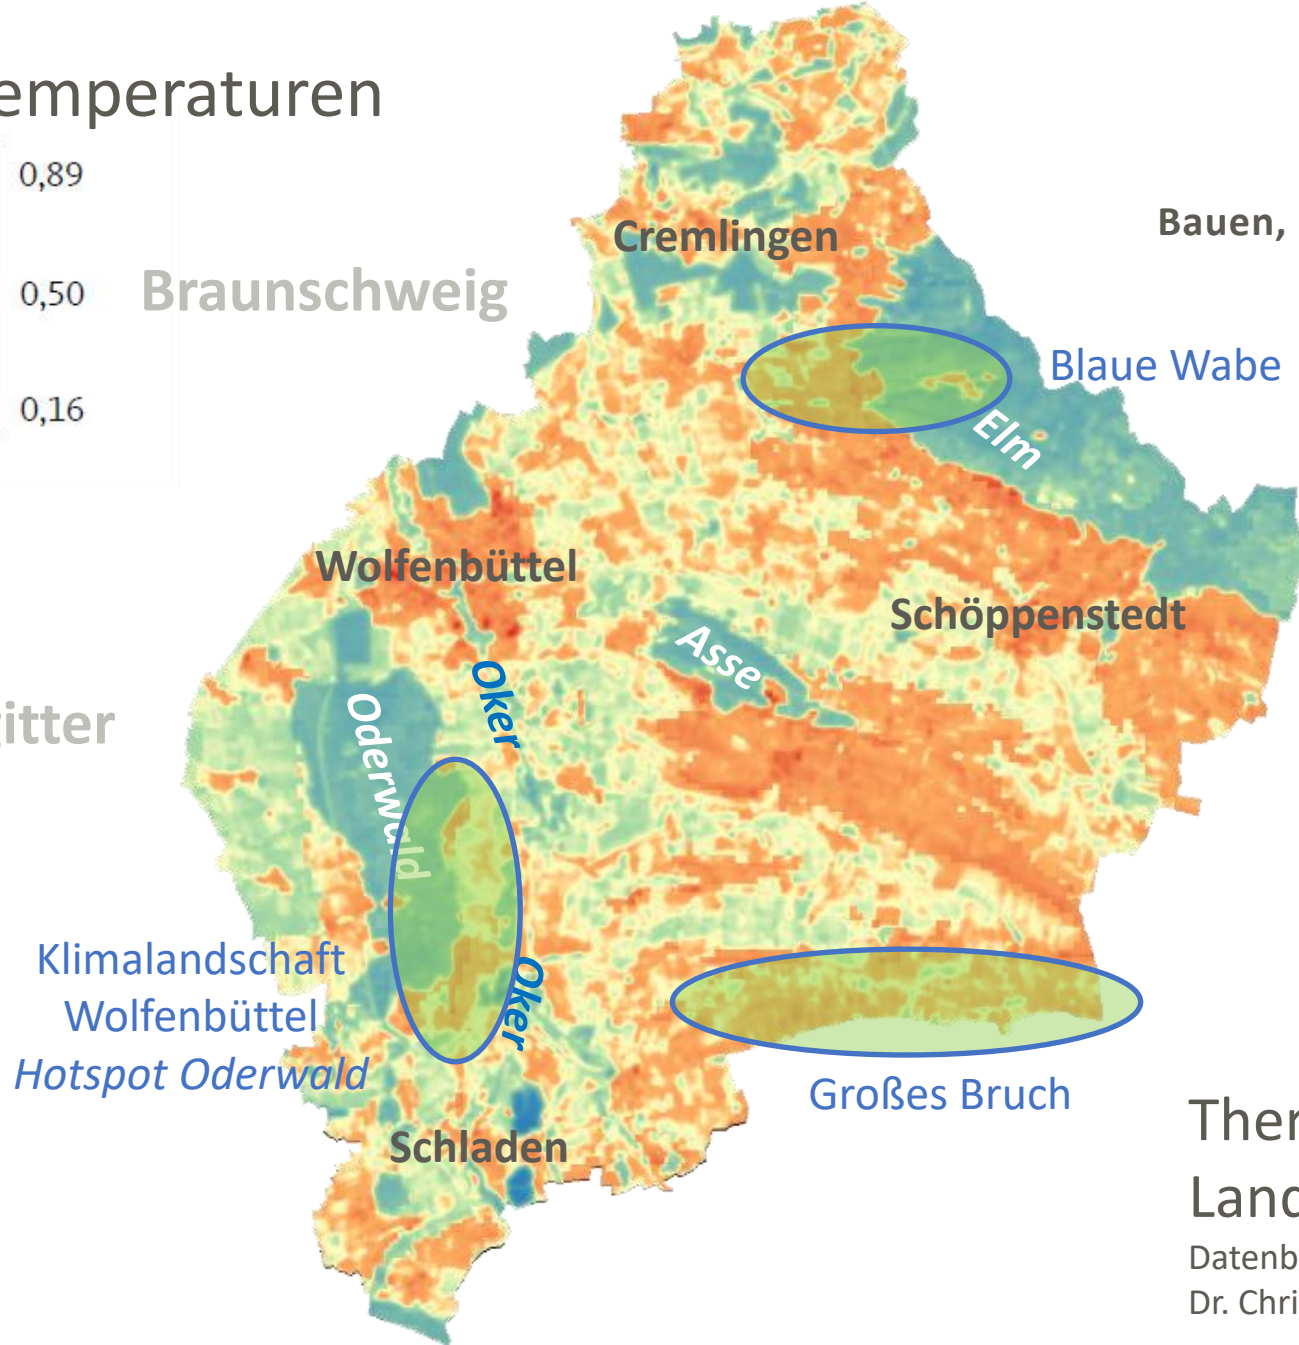 emperaturen
0,89
0,50
0,16
Braunschweig
Cremlingen
Bauen,
Blaue Wabe
Elm
Wolfenbüttel
Schöppenstedt
Asse
Oker
Oderwald
itter
Klimalandschaft
Wolfenbüttel
Hotspot Oderwald
Oker
Großes Bruch
Schladen
Ther
Land
Datenb
Dr. Chri